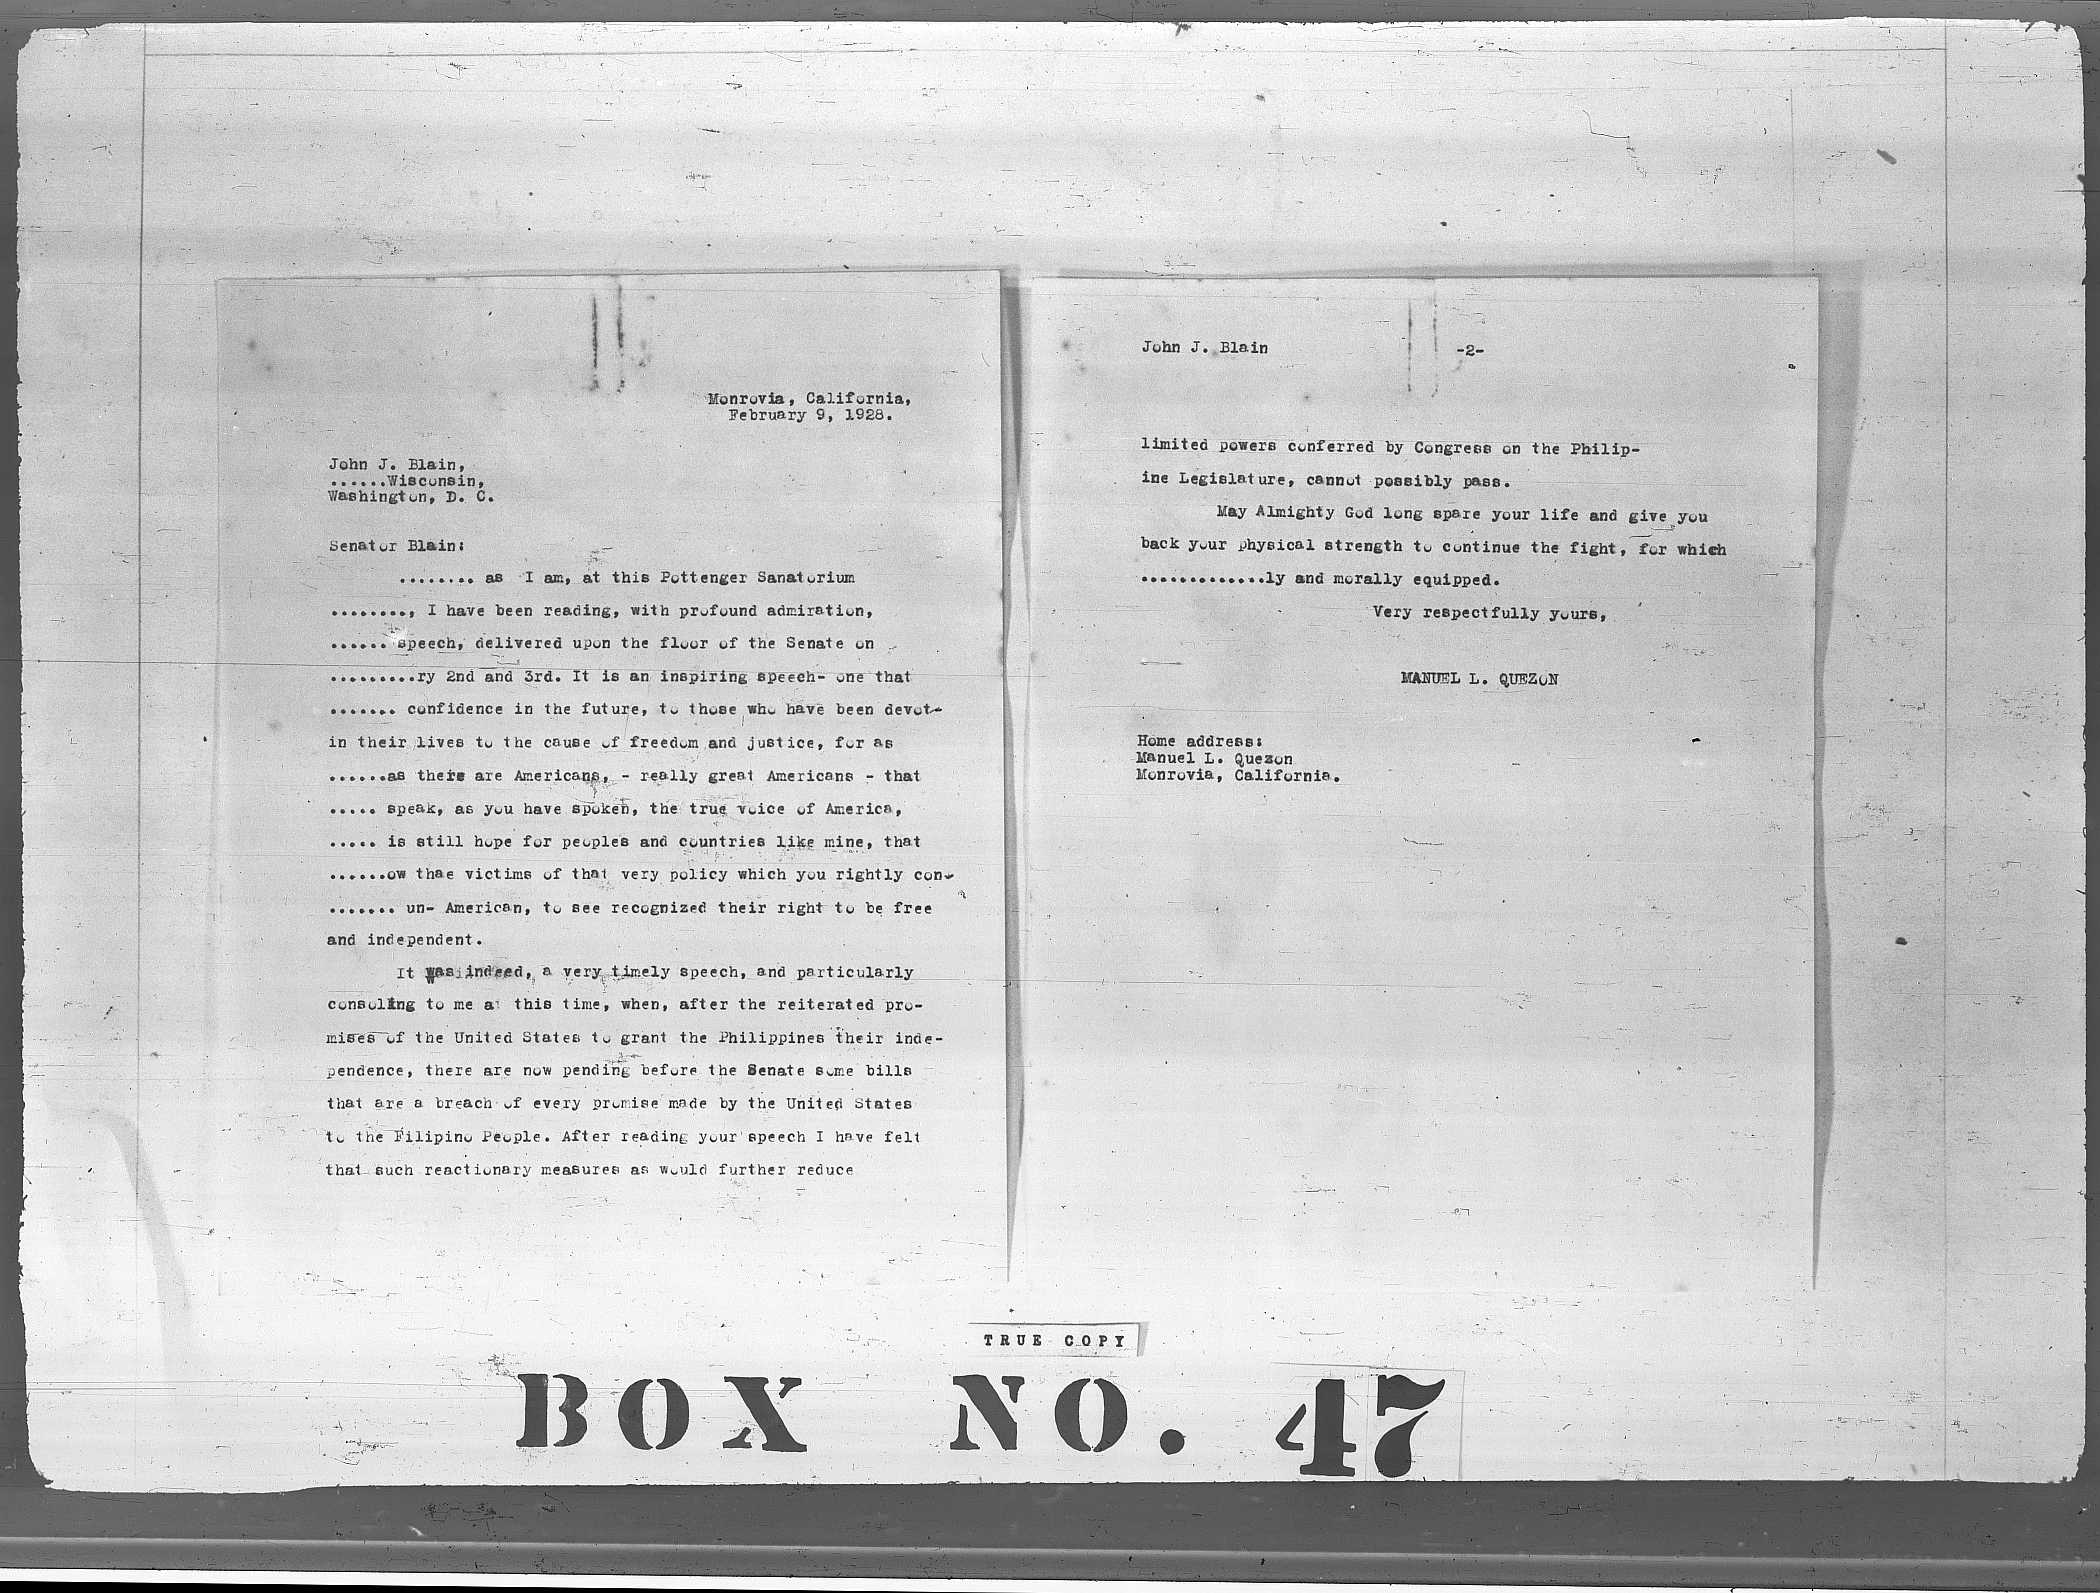 Monrovia, California,
February 9, 1928.
John J. Blain,
......Wisconsin,
Washington, D. C.
Senator Blain:
........ as I am, at this Pottenger Sanatorium
........, I have been reading, with profound admiration,
...... speech, delivered upon the floor of the Senate on
.........ry 2nd and 3rd. It is an inspiring speech- one that
....... confidence in the future, to those who have been devot-
in their lives to the cause of freedom and justice, for as
......as there are Americans, - really great Americans - that
..... speak, as you have spoken, the true voice of America,
..... is still hope for peoples and countries like mine, that
......ow thae victims of that very policy which you rightly con-
....... un- American, to see recognized their right to be free
and independent.
It was indeed, a very timely speech, and particularly
consoling to me at this time, when, after the reiterated pro-
mises of the United States to grant the Philippines their inde-
pendence, there are now pending before the Senate some bills
that are a breach of every promise made by the United States
to the Filipino People. After reading your speech I have felt
that such reactionary measures as would further reduce
John J. Blain -2-
limited powers conferred by Congress on the Philip-
ine Legislature, cannot possibly pass.
May Almighty God long spare your life and give you
back your physical strength to continue the fight, for which
.............ly and morally equipped.
Very respectfully yours,
MANUEL L. QUEZON
Home address:
Manuel L. Quezon
Monrovia, California.
TRUE COPY
BOX NO. 47